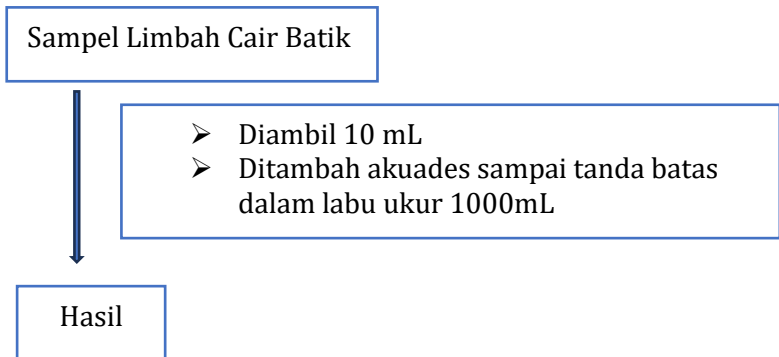 Sampel Limbah Cair Batik
➢ Diambil 10 mL
➢ Ditambah akuades sampai tanda batas
dalam labu ukur 1000mL
Hasil